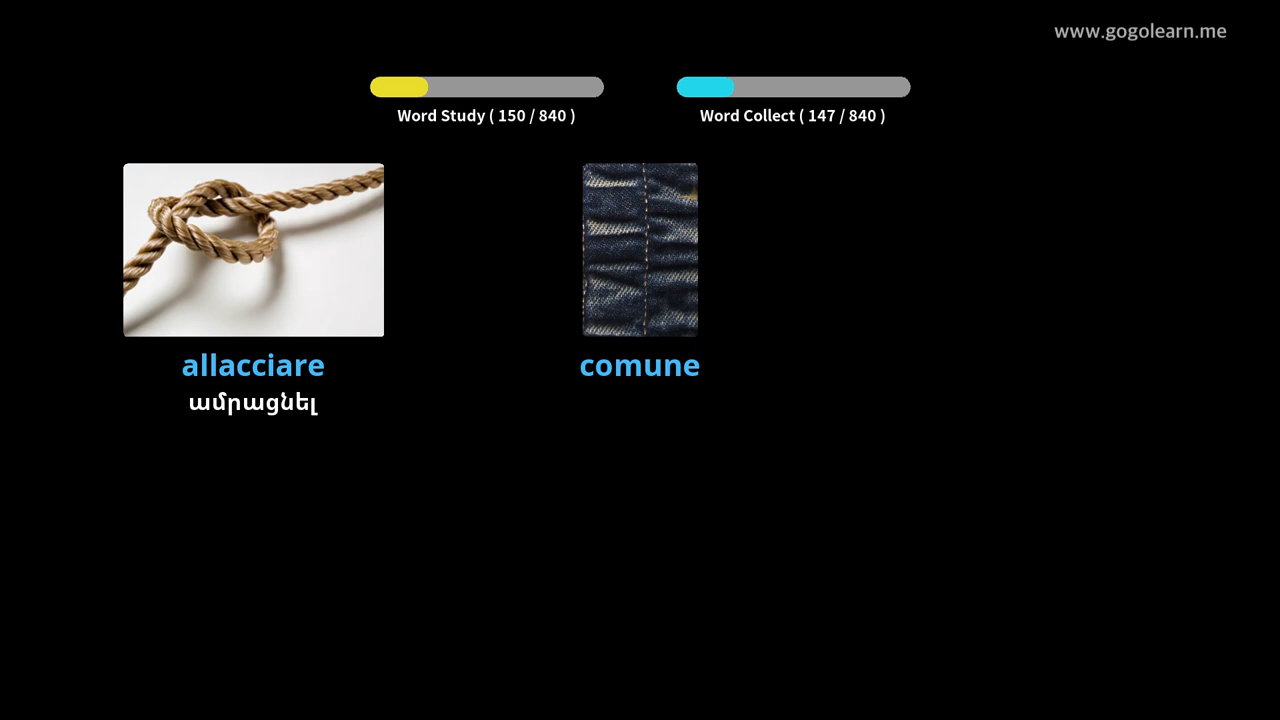 www.gogolearn.me
Word Study ( 150 / 840 )
Word Collect ( 147 / 840 )
allacciare
ամրացնել
comune